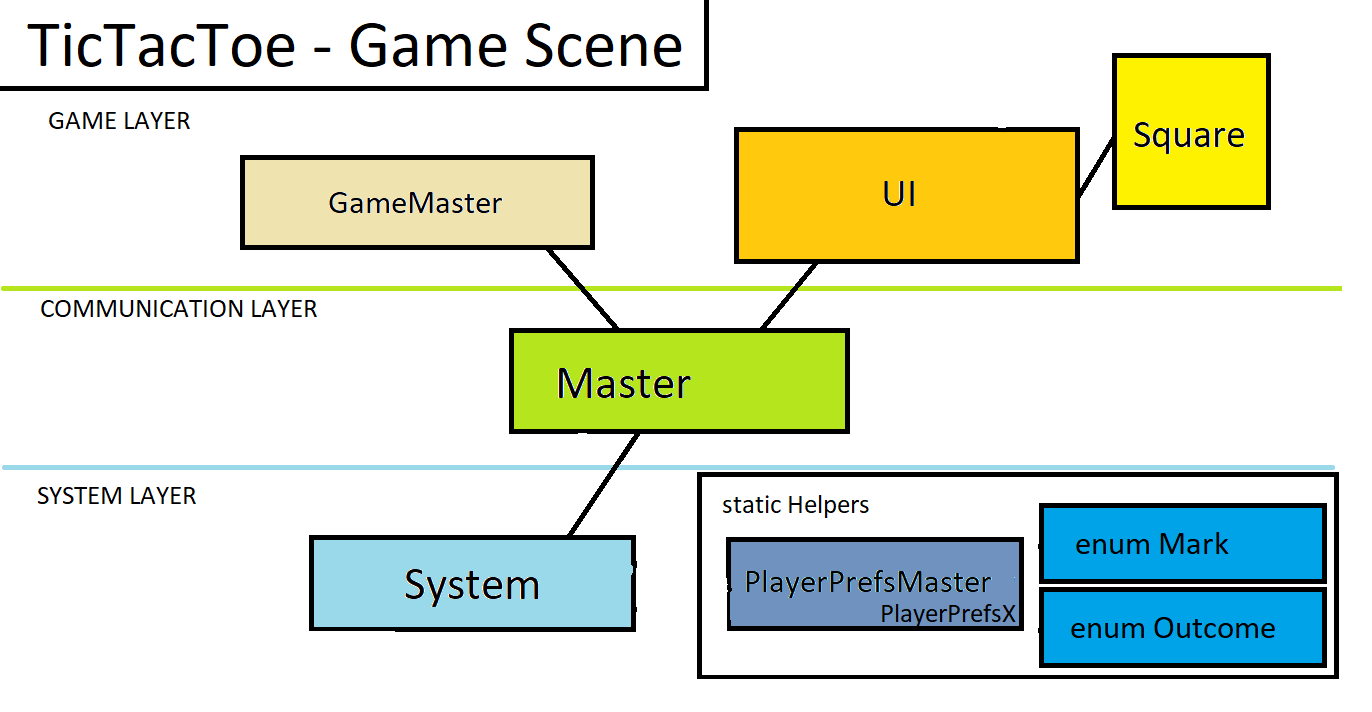 TicTacToe - Game Scene
GAME LAYER
Square
UI
GameMaster
COMMUNICATION LAYER
Master
SYSTEM LAYER
static Helpers
enum Mark
System
PlayerPrefsMaster
PlayerPrefsX
enum Outcome